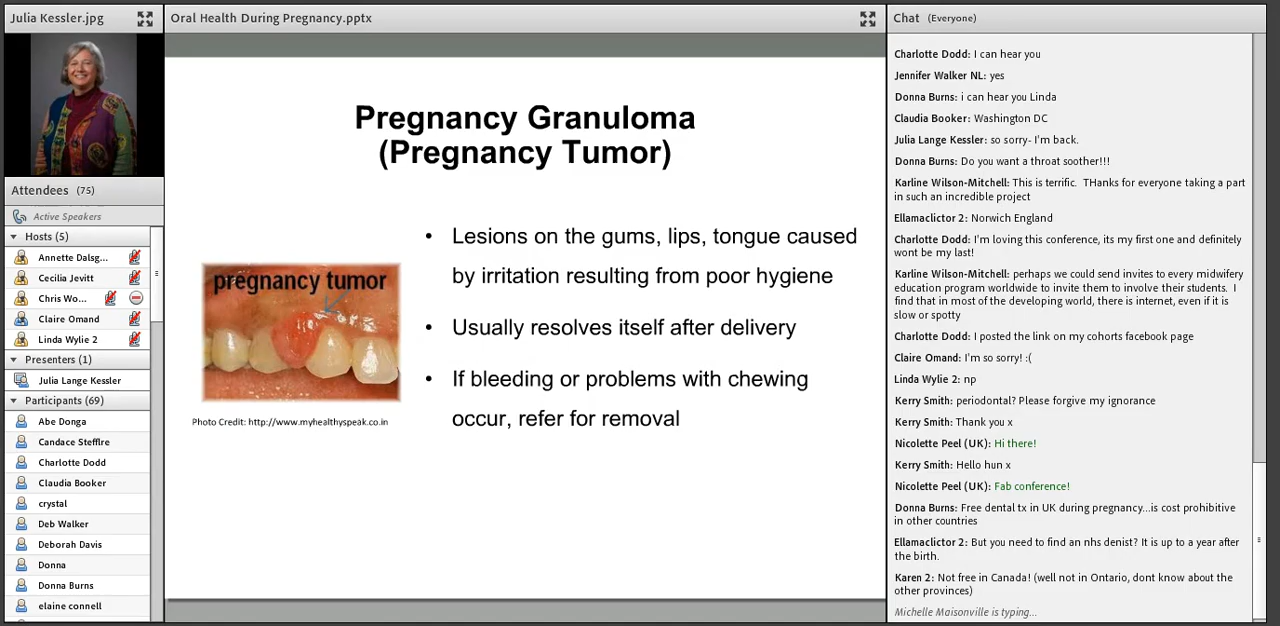 Julia Kessler.jpg
Attendees (75)
Active Speakers
Hosts (5)
Annette Dalsg...
Cecilia Jevitt
Chris Wo...
Claire Omand
Linda Wylie 2
Presenters (1)
Julia Lange Kessler
Participants (69)
Abe Donga
Candace Steffire
Charlotte Dodd
Claudia Booker
crystal
Deb Walker
Deborah Davis
Donna
Donna Burns
elaine connell
Oral Health During Pregnancy.pptx
Pregnancy Granuloma
(Pregnancy Tumor)
pregnancy tumor
Photo Credit: http://www.myhealthyspeak.co.in
• Lesions on the gums, lips, tongue caused
by irritation resulting from poor hygiene
• Usually resolves itself after delivery
• If bleeding or problems with chewing
occur, refer for removal
Chat (Everyone)
Charlotte Dodd: I can hear you
Jennifer Walker NL: yes
Donna Burns: i can hear you Linda
Claudia Booker: Washington DC
Julia Lange Kessler: so sorry- I'm back.
Donna Burns: Do you want a throat soother!!!
Karline Wilson-Mitchell: This is terrific. THanks for everyone taking a part
in such an incredible project
Ellamaclictor 2: Norwich England
Charlotte Dodd: I'm loving this conference, its my first one and definitely
wont be my last!
Karline Wilson-Mitchell: perhaps we could send invites to every midwifery
education program worldwide to invite them to involve their students. I
find that in most of the developing world, there is internet, even if it is
slow or spotty
Charlotte Dodd: I posted the link on my cohorts facebook page
Claire Omand: I'm so sorry! :(
Linda Wylie 2: np
Kerry Smith: periodontal? Please forgive my ignorance
Kerry Smith: Thank you x
Nicolette Peel (UK): Hi there!
Kerry Smith: Hello hun x
Nicolette Peel (UK): Fab conference!
Donna Burns: Free dental tx in UK during pregnancy...is cost prohibitive
in other countries
Ellamaclictor 2: But you need to find an nhs denist? It is up to a year after
the birth.
Karen 2: Not free in Canada! (well not in Ontario, dont know about the
other provinces)
Michelle Maisonville is typing...